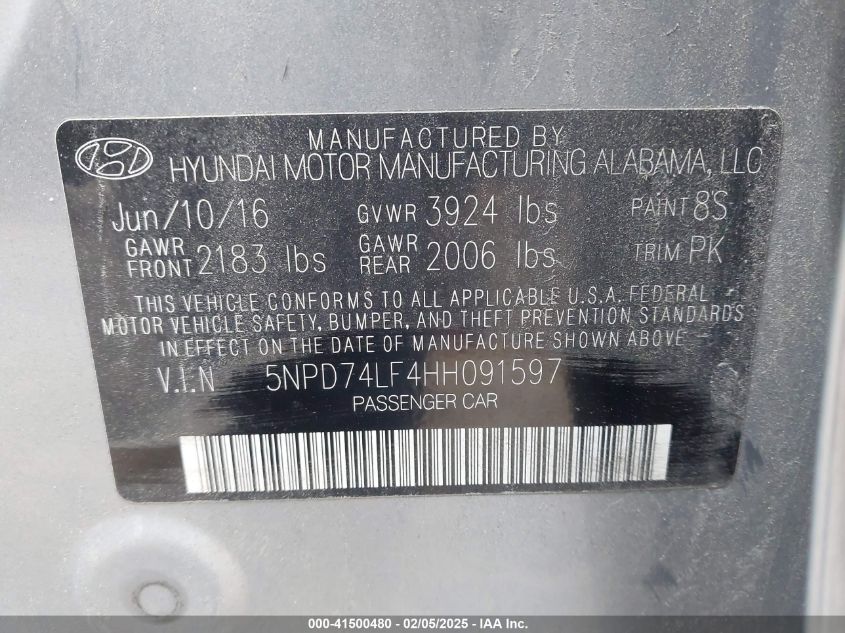 MANUFACTURED BY
HYUNDAI MOTOR MANUFACTURING ALABAMA, LLC
Jun/10/16 GVWR 3924 lbs PAINT 8S
GAWR FRONT 2183 lbs GAWR REAR 2006 lbs TRIM PK
THIS VEHICLE CONFORMS TO ALL APPLICABLE U.S.A. FEDERAL
MOTOR VEHICLE SAFETY, BUMPER, AND THEFT PREVENTION STANDARDS
IN EFFECT ON THE DATE OF MANUFACTURE SHOWN ABOVE
V.I.N 5NPD74LF4HH091597
PASSENGER CAR
000-41500480 - 02/05/2025 - IAA Inc.